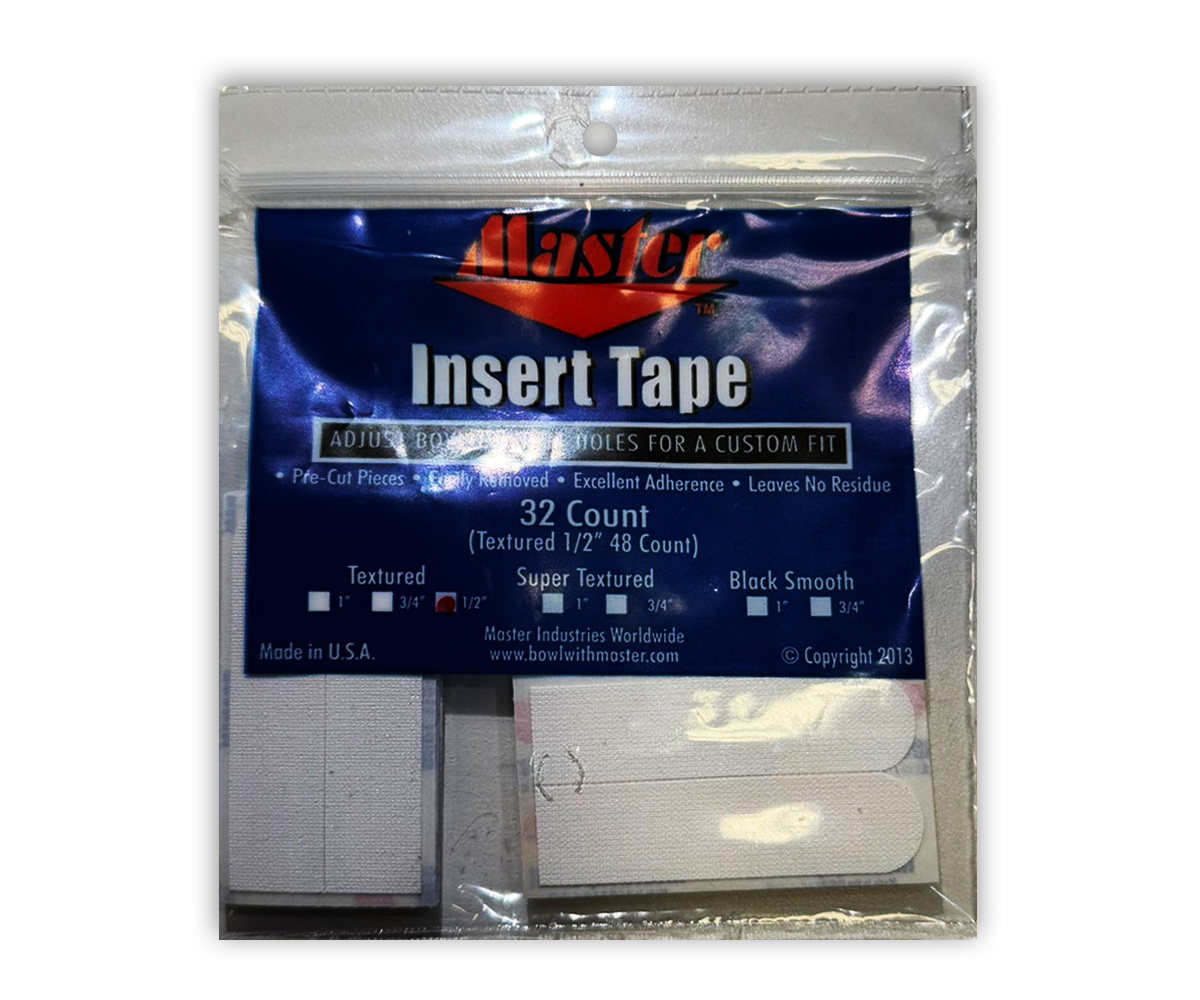 Master
TM
Insert Tape
ADJUST HOLES FOR A CUSTOM FIT
• Pre-Cut Pieces • Easily Removed • Excellent Adherence • Leaves No Residue
32 Count
(Textured 1/2" 48 Count)
Textured Super Textured Black Smooth
1" 3/4" 1/2" 1" 3/4" 1" 3/4"
Master Industries Worldwide
Made in U.S.A. www.bowlwithmaster.com © Copyright 2013